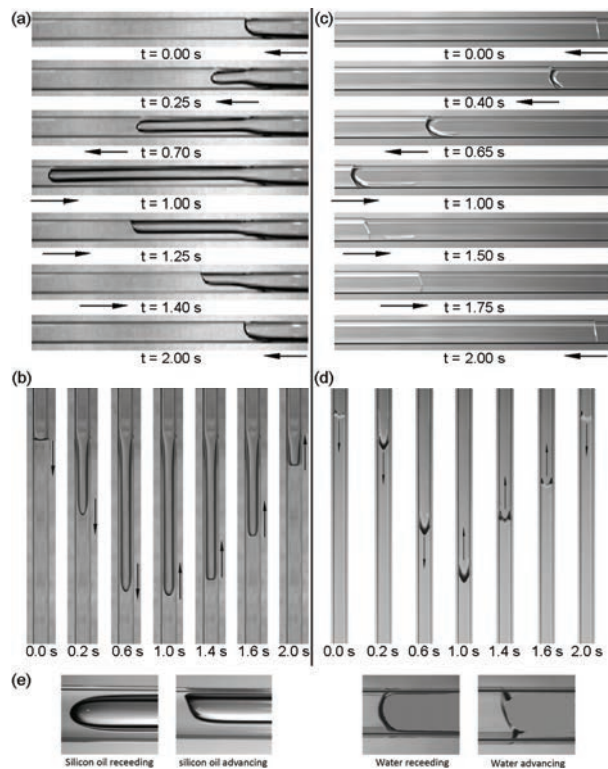 (a)
t = 0.00 s
t = 0.25 s
t = 0.70 s
t = 1.00 s
t = 1.25 s
t = 1.40 s
t = 2.00 s
(b)
0.0 s 0.2 s 0.6 s 1.0 s 1.4 s 1.6 s 2.0 s
(c)
t = 0.00 s
t = 0.40 s
t = 0.65 s
t = 1.00 s
t = 1.50 s
t = 1.75 s
t = 2.00 s
(d)
0.0 s 0.2 s 0.6 s 1.0 s 1.4 s 1.6 s 2.0 s
(e)
Silicon oil receeding silicon oil advancing Water receeding Water advancing